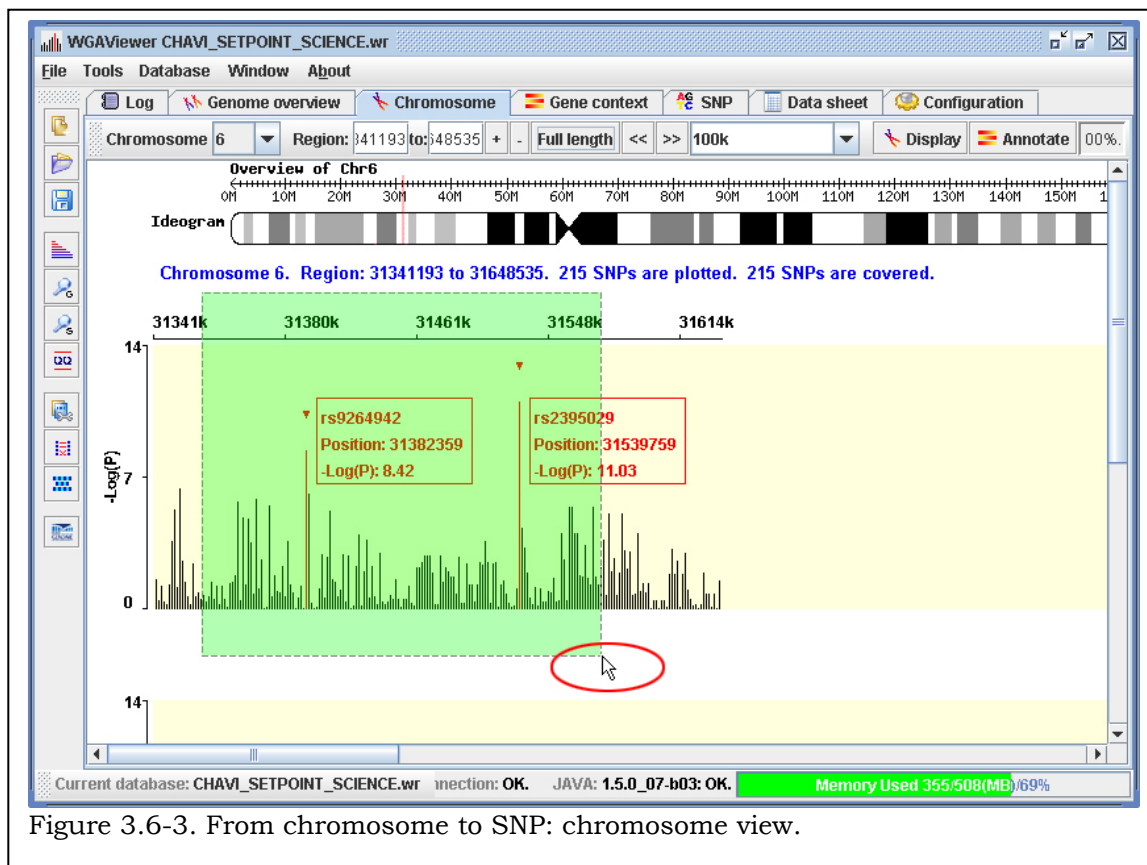 WGAViewer CHAVI_SETPOINT_SCIENCE.wr
File Tools Database Window About
Log Genome overview Chromosome Gene context SNP Data sheet Configuration
Chromosome 6 Region: 341193 to: 648535 + - Full length << >> 100k Display Annotate 00%.
Overview of Chr6
0M 10M 20M 30M 40M 50M 60M 70M 80M 90M 100M 110M 120M 130M 140M 150M 1
Ideogram
Chromosome 6. Region: 31341193 to 31648535. 215 SNPs are plotted. 215 SNPs are covered.
31341k 31380k 31461k 31548k 31614k
14
rs9264942 rs2395029
Position: 31382359 Position: 31539759
-Log(P): 8.42 -Log(P): 11.03
-Log(P)
7
0
14
Current database: CHAVI_SETPOINT_SCIENCE.wr nnection: OK. JAVA: 1.5.0_07-b03: OK. Memory Used 355/508(MB)/69%
Figure 3.6-3. From chromosome to SNP: chromosome view.